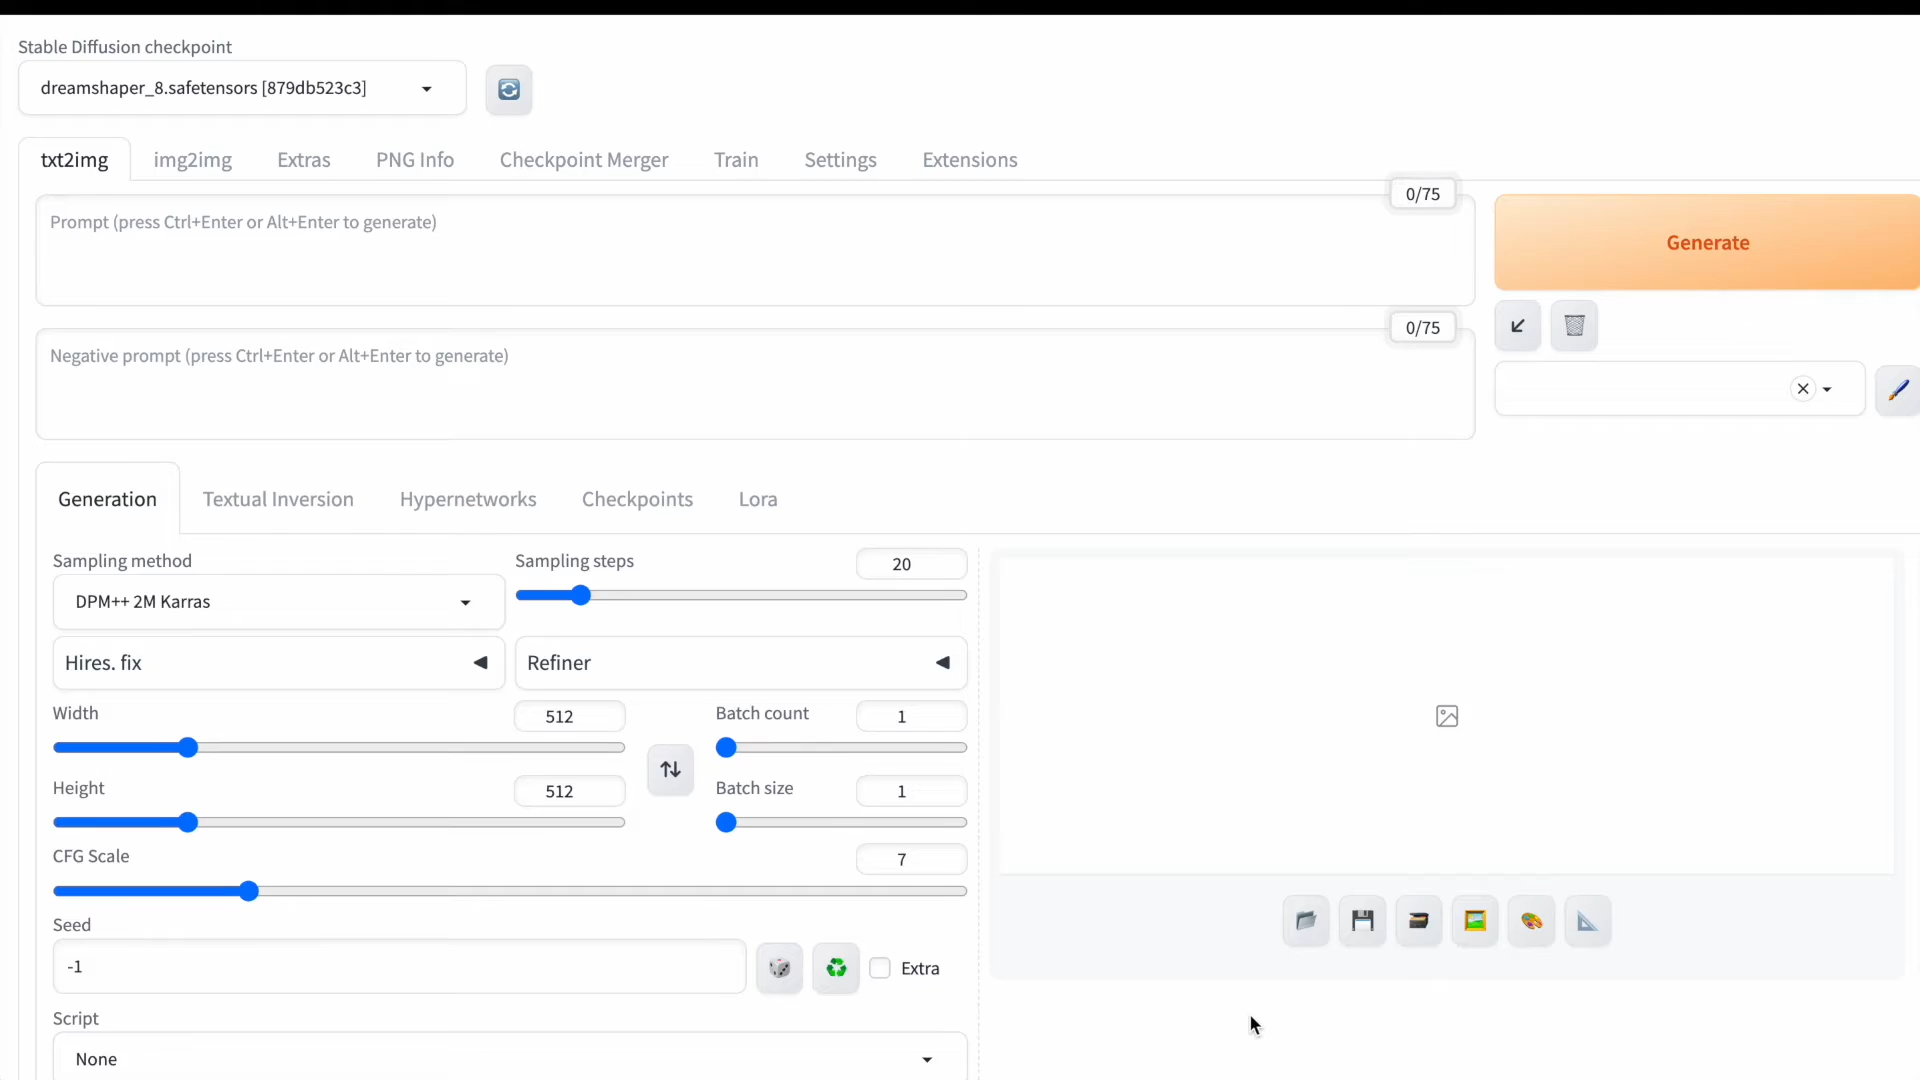 Stable Diffusion checkpoint
dreamshaper_8.safetensors [879db523c3]
txt2img img2img Extras PNG Info Checkpoint Merger Train Settings Extensions
0/75
Prompt (press Ctrl+Enter or Alt+Enter to generate)
Generate
0/75
Negative prompt (press Ctrl+Enter or Alt+Enter to generate)
Generation Textual Inversion Hypernetworks Checkpoints Lora
Sampling method
Sampling steps
20
DPM++ 2M Karras
Hires. fix
Refiner
Width
512
Batch count
1
Height
512
Batch size
1
CFG Scale
7
Seed
-1
Extra
Script
None